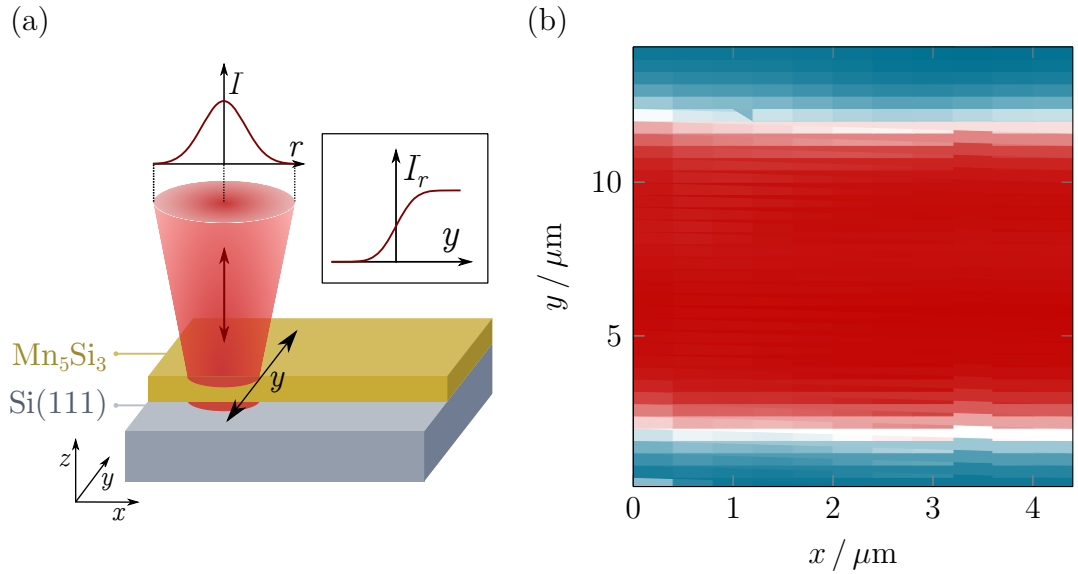 (a)
I
r
I_r
y
Mn₅Si₃
Si(111)
y
z
y
x
(b)
10
5
y / μm
0
1
2
3
4
x / μm